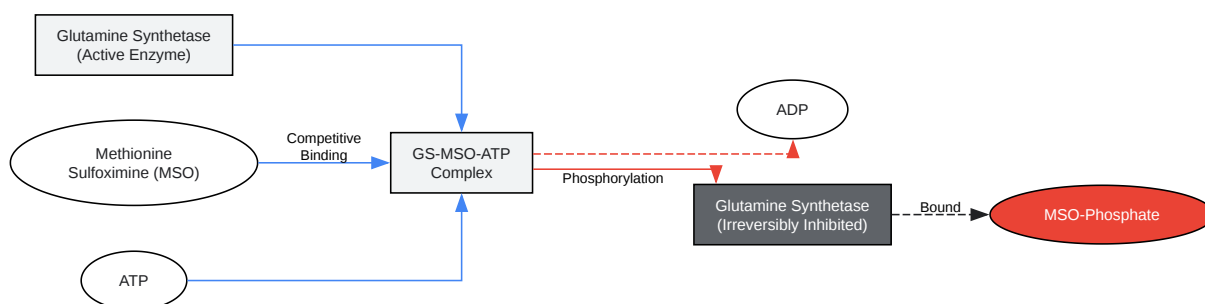 Glutamine Synthetase
(Active Enzyme)
Methionine
Sulfoximine (MSO)
Competitive
Binding
ATP
GS-MSO-ATP
Complex
ADP
Phosphorylation
Glutamine Synthetase
(Irreversibly Inhibited)
Bound
MSO-Phosphate